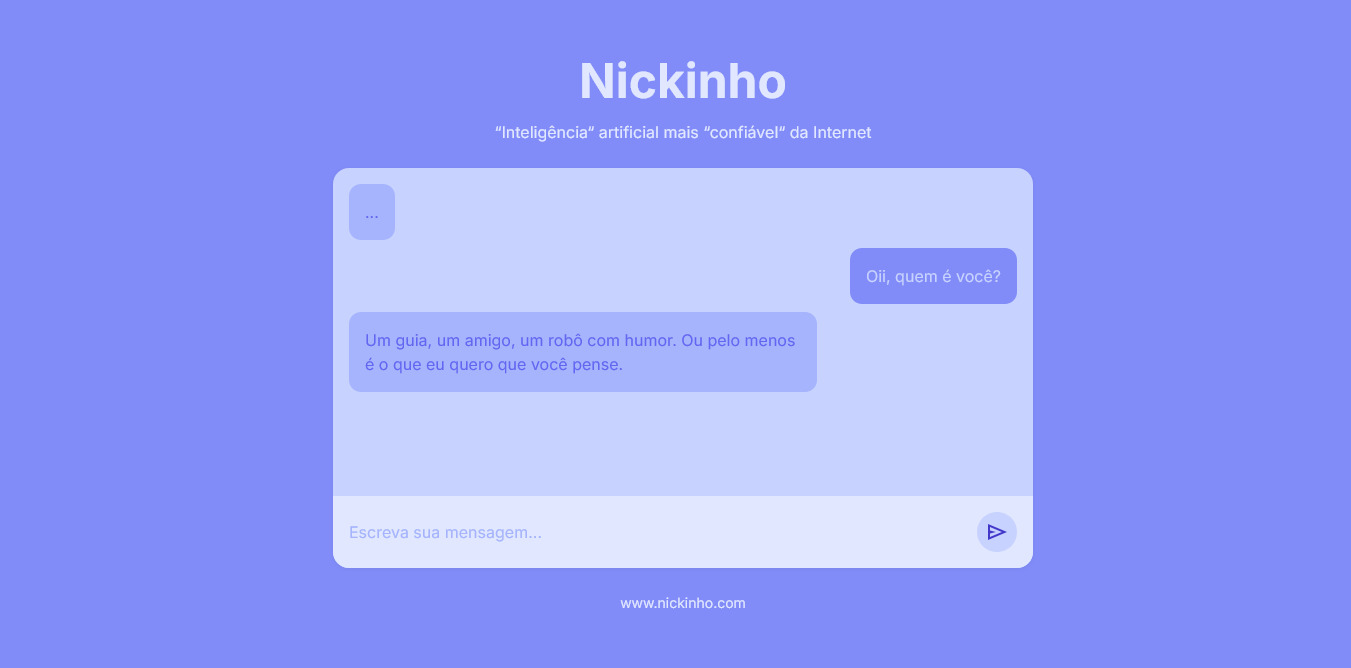 Nickinho
“Inteligência“ artificial mais “confiável“ da Internet
...
Oii, quem é você?
Um guia, um amigo, um robô com humor. Ou pelo menos
é o que eu quero que você pense.
Escreva sua mensagem...
www.nickinho.com